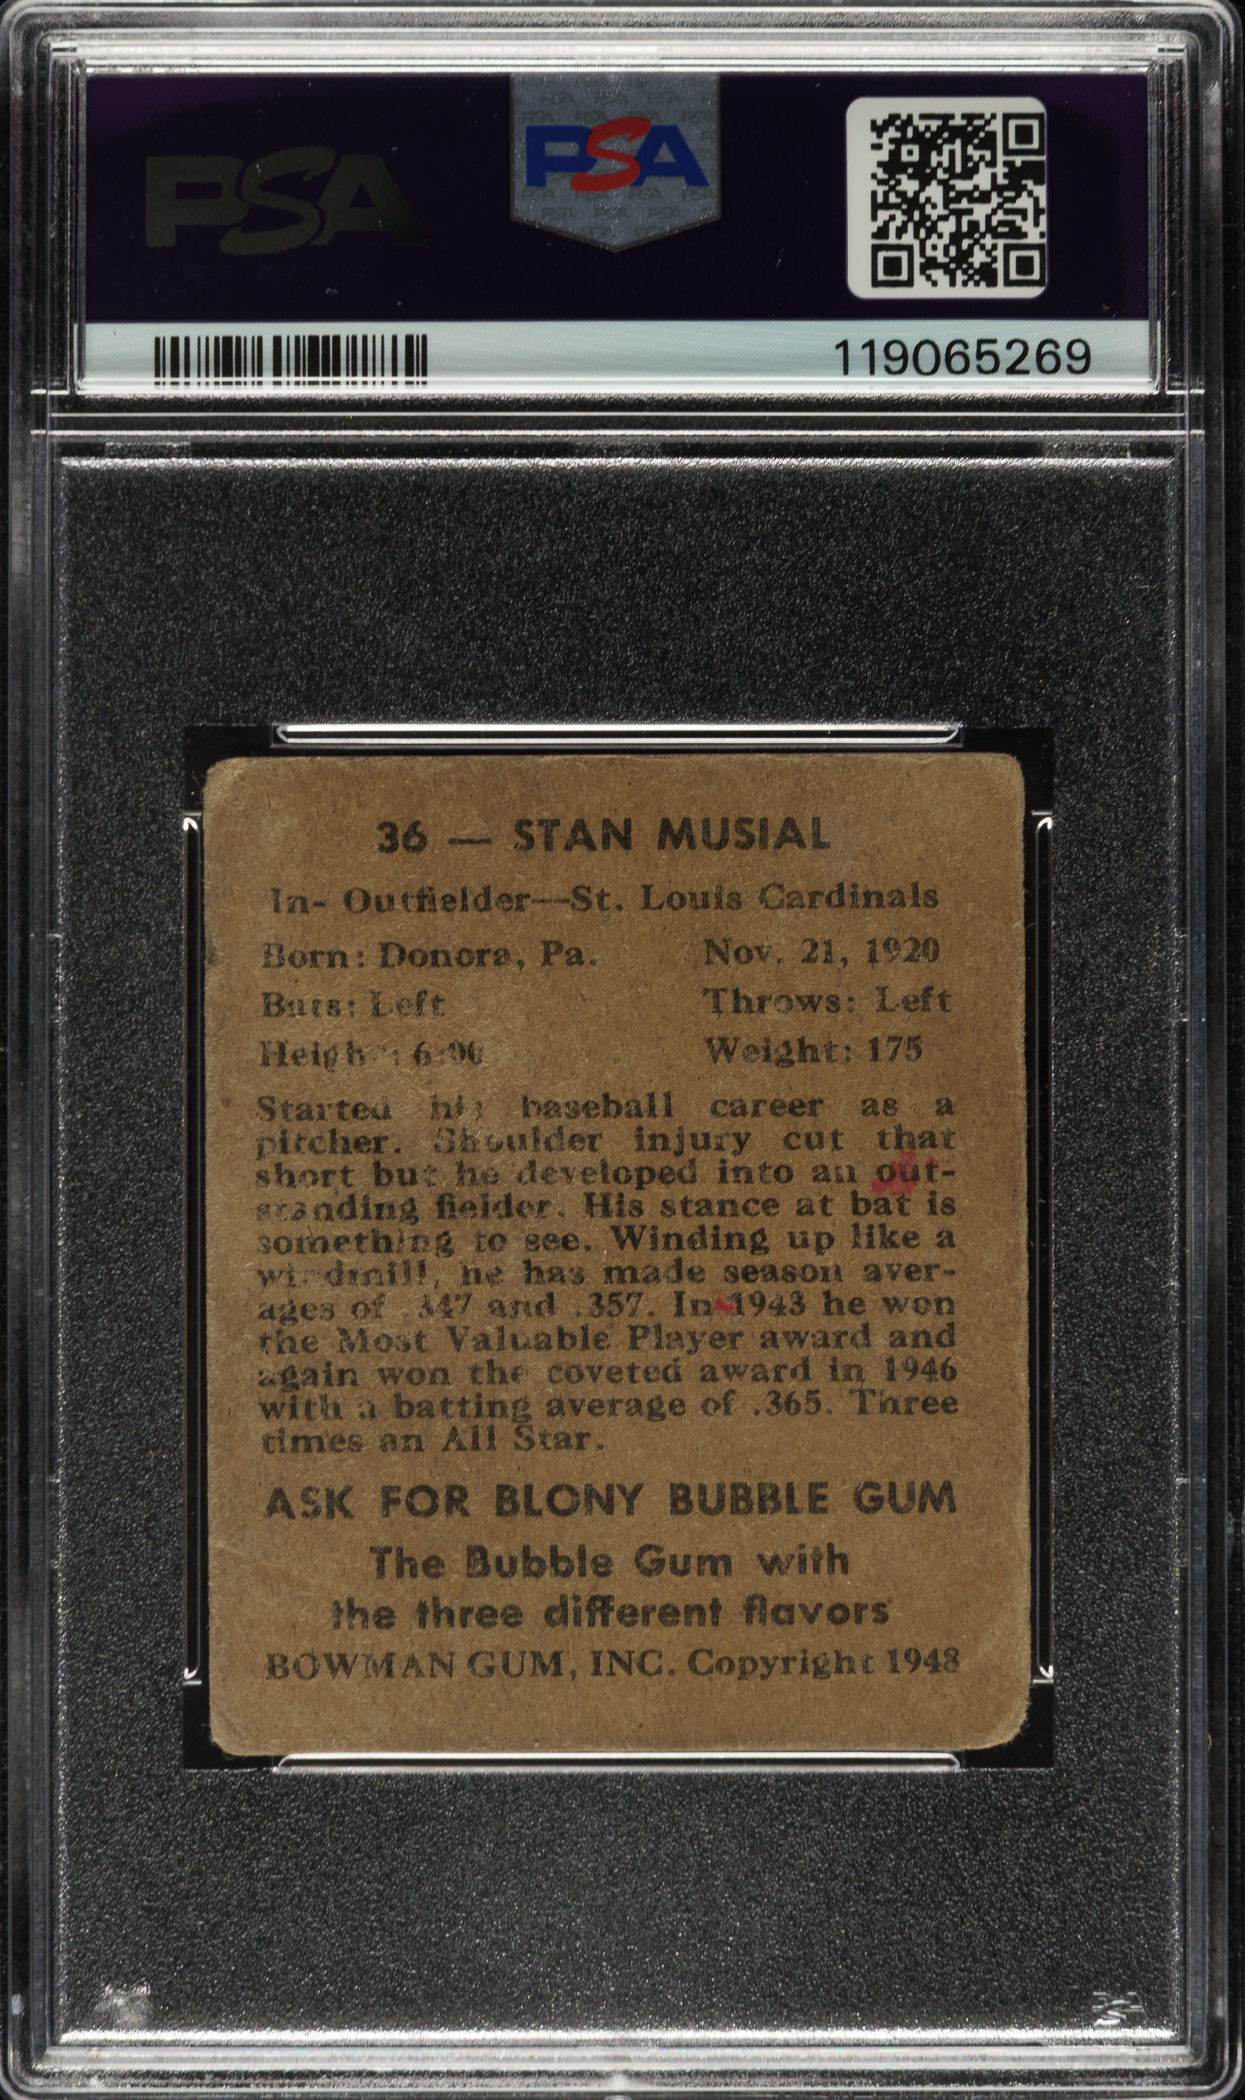 PSA
PSA
119065269
36 — STAN MUSIAL
In- Outfielder—St. Louis Cardinals
Born: Donora, Pa. Nov. 21, 1920
Bats: Left Throws: Left
Height: 6:00 Weight: 175
Started his baseball career as a
pitcher. Shoulder injury cut that
short but he developed into an out-
standing fielder. His stance at bat is
something to see. Winding up like a
windmill, he has made season aver-
ages of .347 and .357. In 1943 he won
the Most Valuable Player award and
again won the coveted award in 1946
with a batting average of .365. Three
times an All Star.
ASK FOR BLONY BUBBLE GUM
The Bubble Gum with
the three different flavors
BOWMAN GUM, INC. Copyright 1948